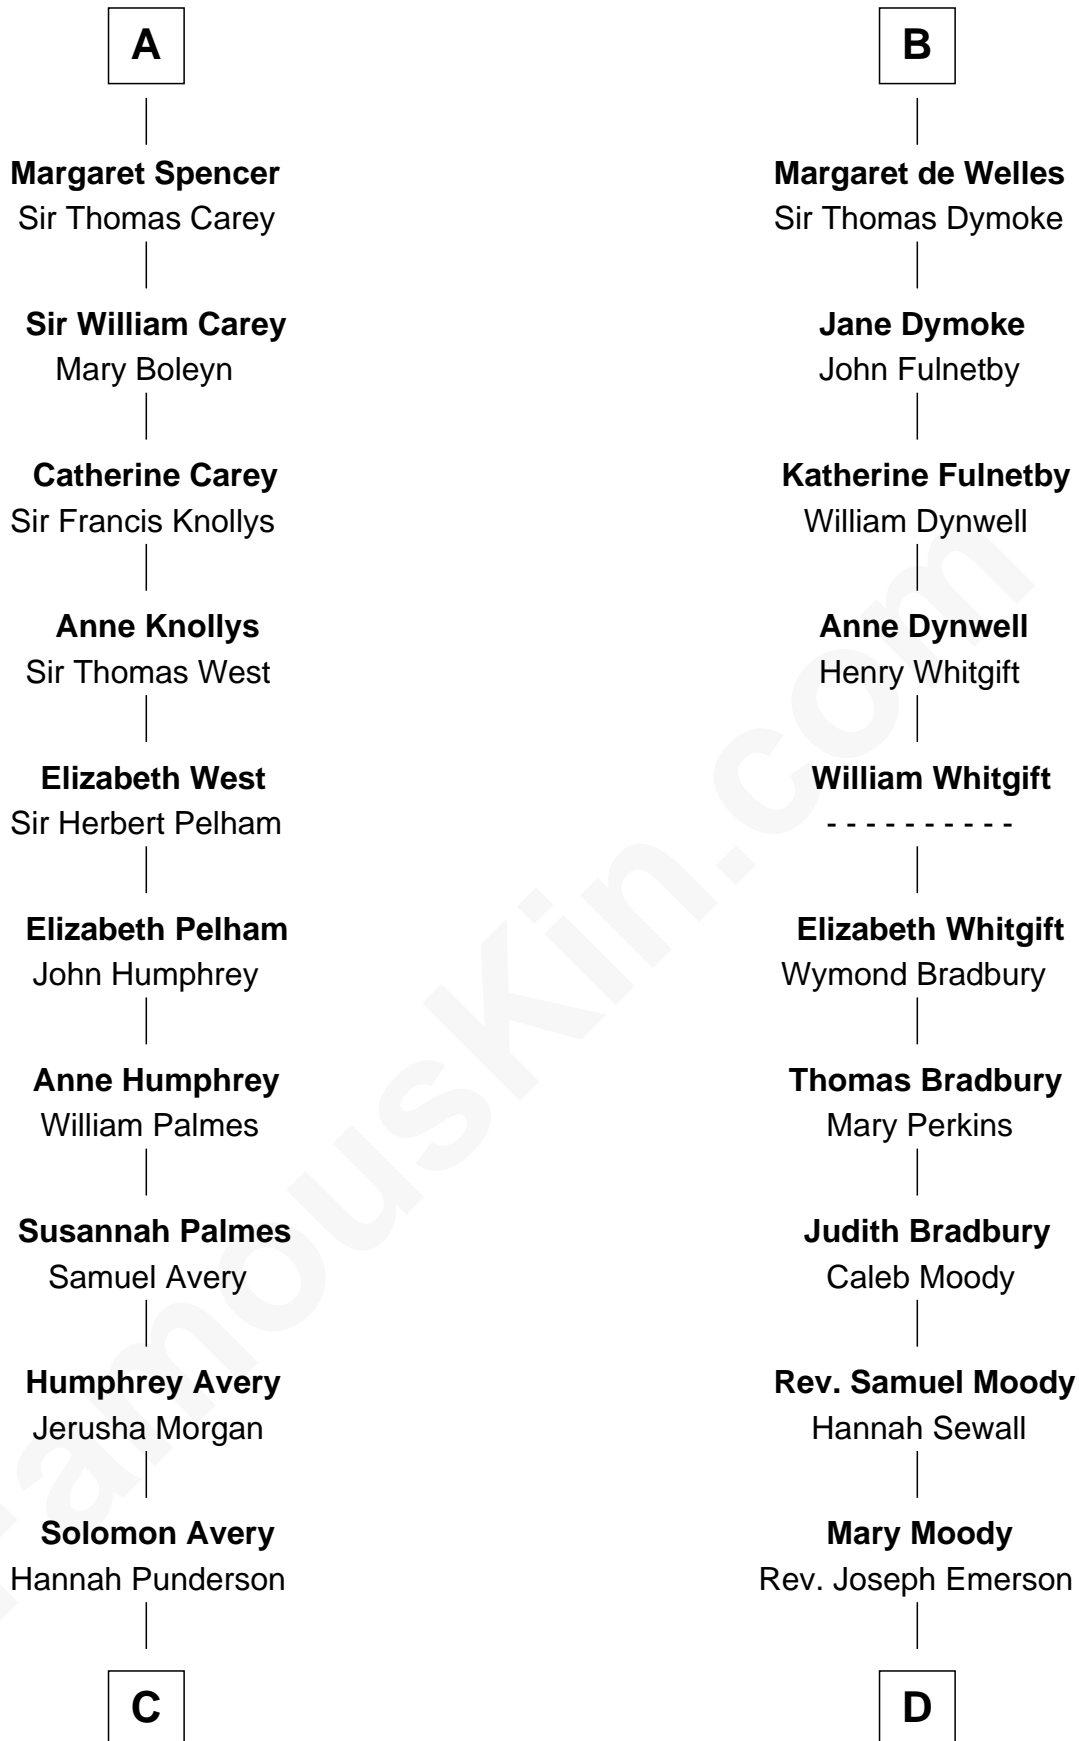 A
Margaret Spencer
Sir Thomas Carey
Sir William Carey
Mary Boleyn
Catherine Carey
Sir Francis Knollys
Anne Knollys
Sir Thomas West
Elizabeth West
Sir Herbert Pelham
Elizabeth Pelham
John Humphrey
Anne Humphrey
William Palmes
Susannah Palmes
Samuel Avery
Humphrey Avery
Jerusha Morgan
Solomon Avery
Hannah Punderson
C
B
Margaret de Welles
Sir Thomas Dymoke
Jane Dymoke
John Fulnetby
Katherine Fulnetby
William Dynwell
Anne Dynwell
Henry Whitgift
William Whitgift
- - - - - - - - - -
Elizabeth Whitgift
Wymond Bradbury
Thomas Bradbury
Mary Perkins
Judith Bradbury
Caleb Moody
Rev. Samuel Moody
Hannah Sewall
Mary Moody
Rev. Joseph Emerson
D
FamousKin.com